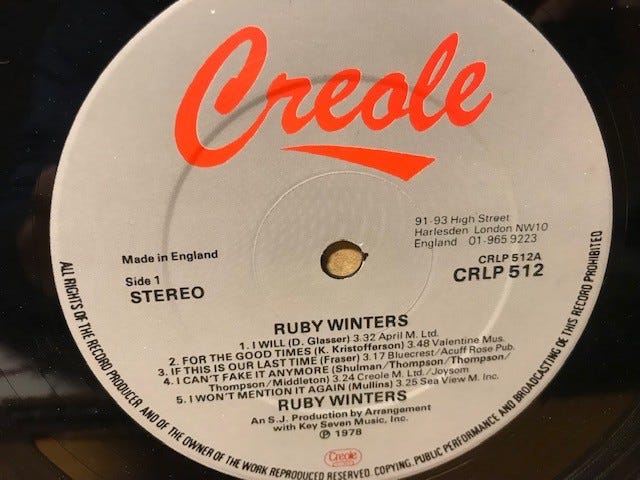 Creole
91-93 High Street
Harlesden London NW10
England 01-965 9223
Made in England
Side 1
STEREO
CRLP 512A
CRLP 512
RUBY WINTERS
1. I WILL (D. Glasser) 3.32 April M. Ltd.
2. FOR THE GOOD TIMES (K. Kristofferson) 3.48 Valentine Mus.
3. IF THIS IS OUR LAST TIME (Fraser) 3.17 Bluecrest/Acuff Rose Pub.
4. I CAN'T FAKE IT ANYMORE (Shulman/Thompson/Thompson/
Thompson/Middleton) 3.24 Creole M. Ltd./Joysom
5. I WON'T MENTION IT AGAIN (Mullins) 3.25 Sea View M. Inc.
RUBY WINTERS
An S.J. Production by Arrangement
with Key Seven Music, Inc.
℗ 1978
Creole
ALL RIGHTS OF THE RECORD PRODUCER AND OF THE OWNER OF THE WORK REPRODUCED RESERVED. COPYING, PUBLIC PERFORMANCE AND BROADCASTING OF THIS RECORD PROHIBITED